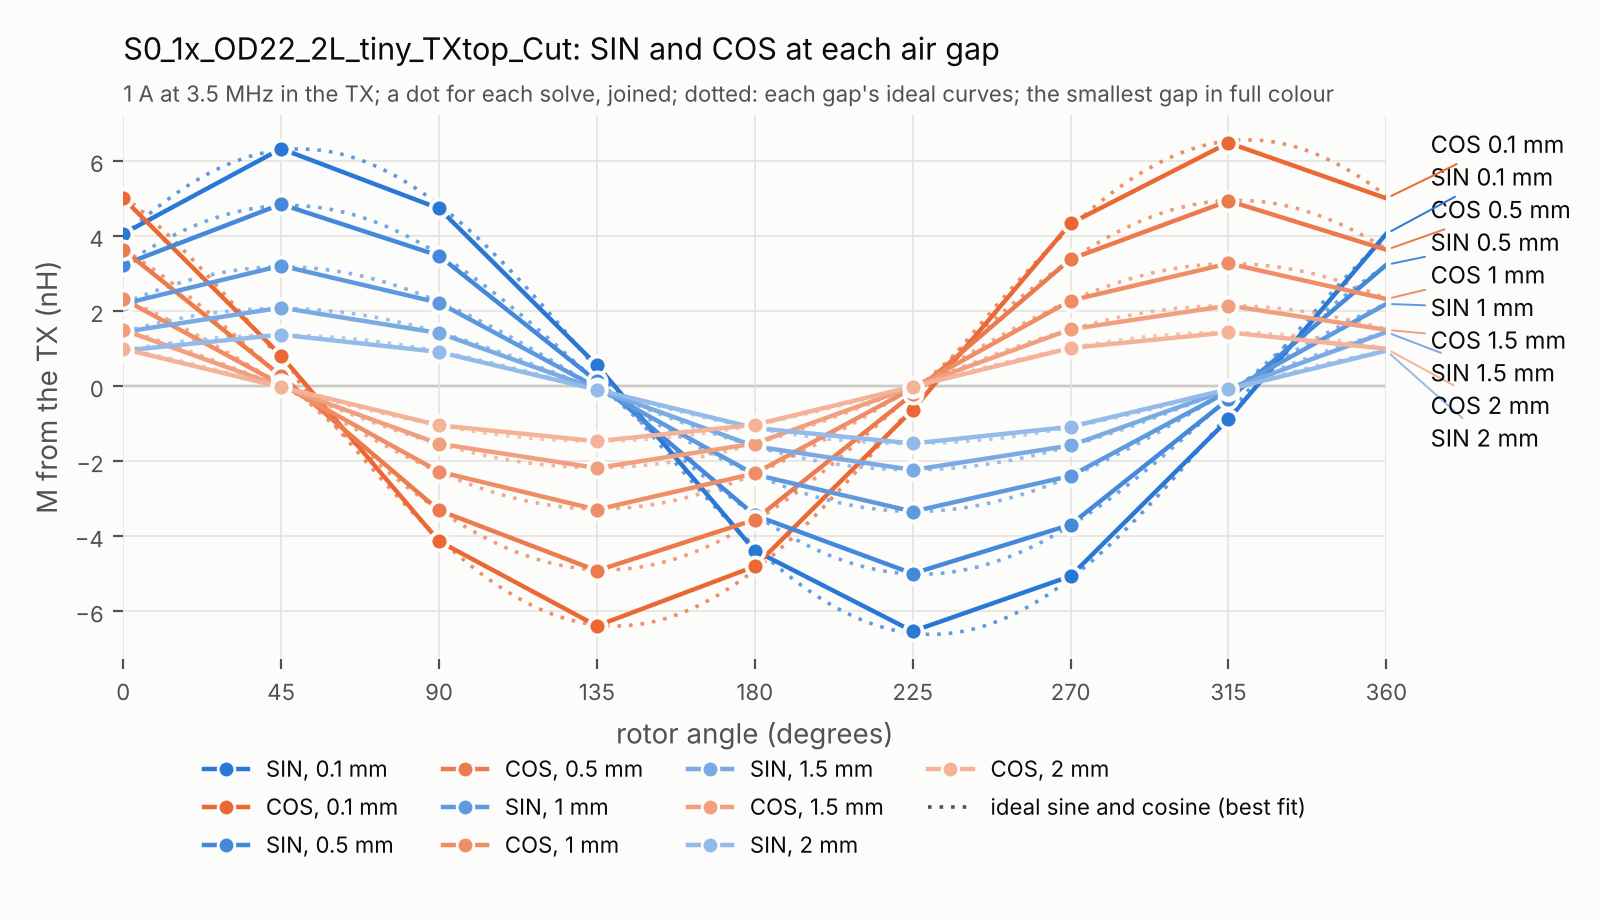 S0_1x_OD22_2L_tiny_TXtop_Cut: SIN and COS at each air gap
1 A at 3.5 MHz in the TX; a dot for each solve, joined; dotted: each gap's ideal curves; the smallest gap in full colour
COS 0.1 mm
SIN 0.1 mm
COS 0.5 mm
SIN 0.5 mm
COS 1 mm
SIN 1 mm
COS 1.5 mm
SIN 1.5 mm
COS 2 mm
SIN 2 mm
M from the TX (nH)
6
4
2
0
−2
−4
−6
0 45 90 135 180 225 270 315 360
rotor angle (degrees)
SIN, 0.1 mm COS, 0.5 mm SIN, 1.5 mm COS, 2 mm
COS, 0.1 mm SIN, 1 mm COS, 1.5 mm ideal sine and cosine (best fit)
SIN, 0.5 mm COS, 1 mm SIN, 2 mm